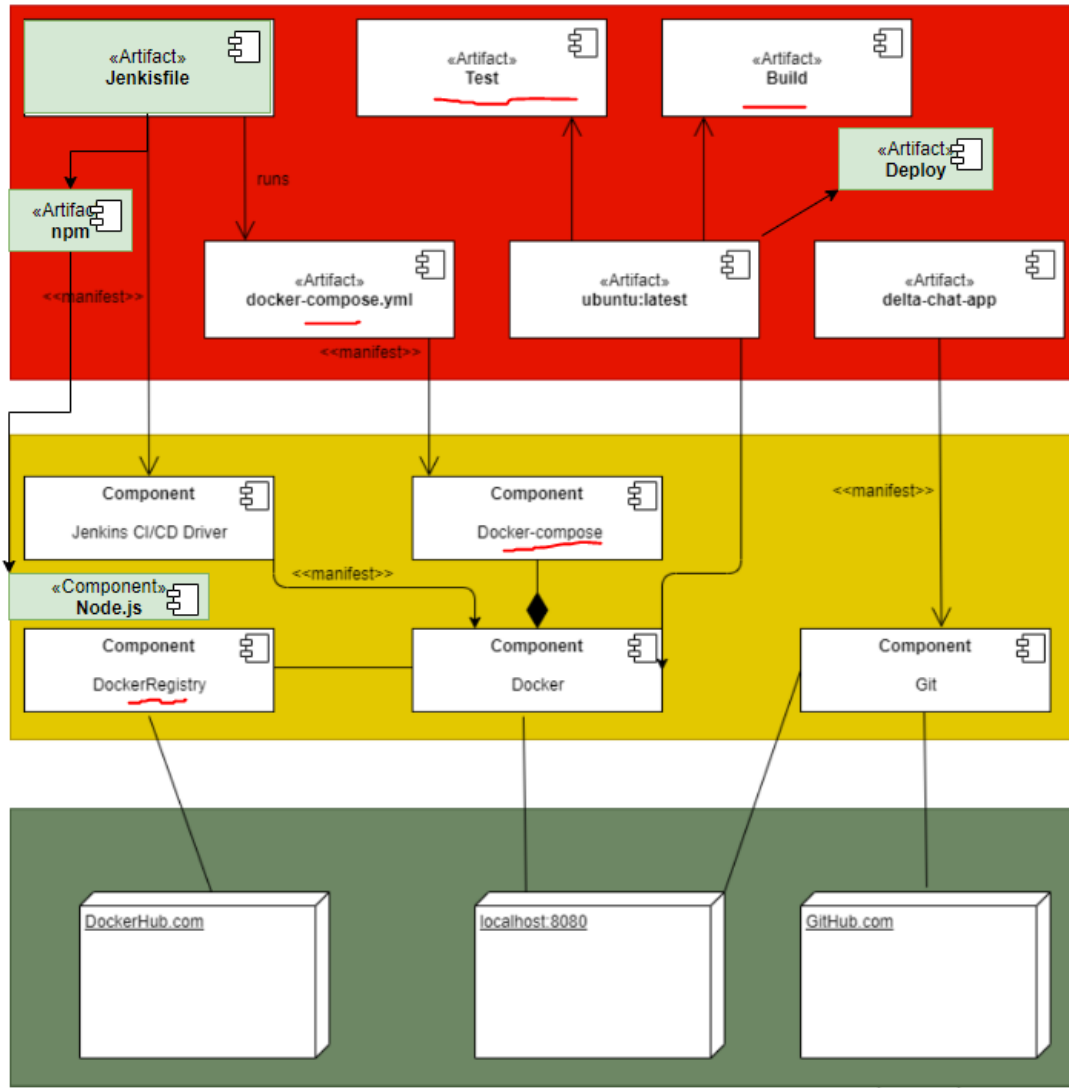 «Artifact»
Jenkisfile
«Artifact»
Test
«Artifact»
Build
«Artifact»
Deploy
runs
«Artifac
npm
<<manifest>>
«Artifact»
docker-compose.yml
<<manifest>>
«Artifact»
ubuntu:latest
«Artifact»
delta-chat-app
Component
Jenkins CI/CD Driver
Component
Docker-compose
<<manifest>>
<<manifest>>
«Component»
Node.js
Component
DockerRegistry
Component
Docker
Component
Git
DockerHub.com
localhost:8080
GitHub.com